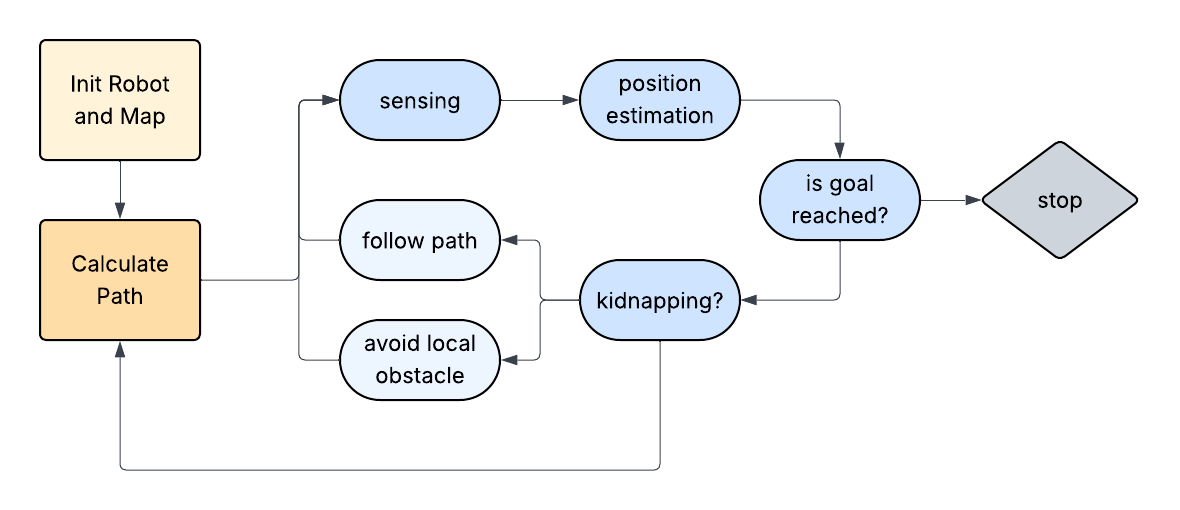 Init Robot
and Map
sensing
position
estimation
is goal
reached?
stop
follow path
Calculate
Path
kidnapping?
avoid local
obstacle